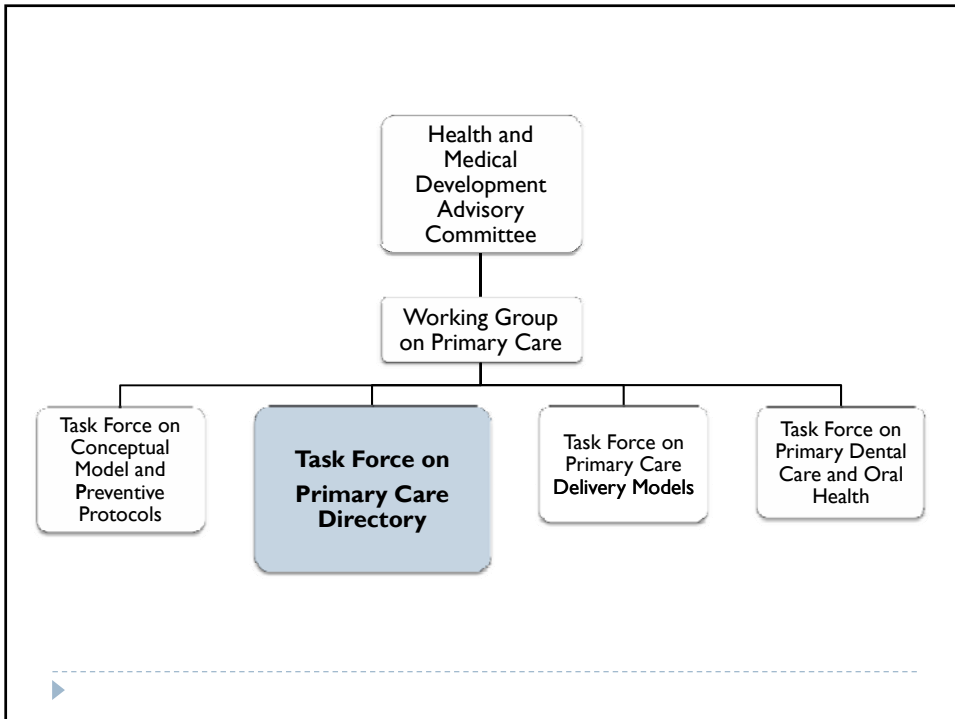 Health and
Medical
Development
Advisory
Committee
Working Group
on Primary Care
Task Force on
Conceptual
Model and
Preventive
Protocols
Task Force on
Primary Care
Directory
Task Force on
Primary Care
Delivery Models
Task Force on
Primary Dental
Care and Oral
Health